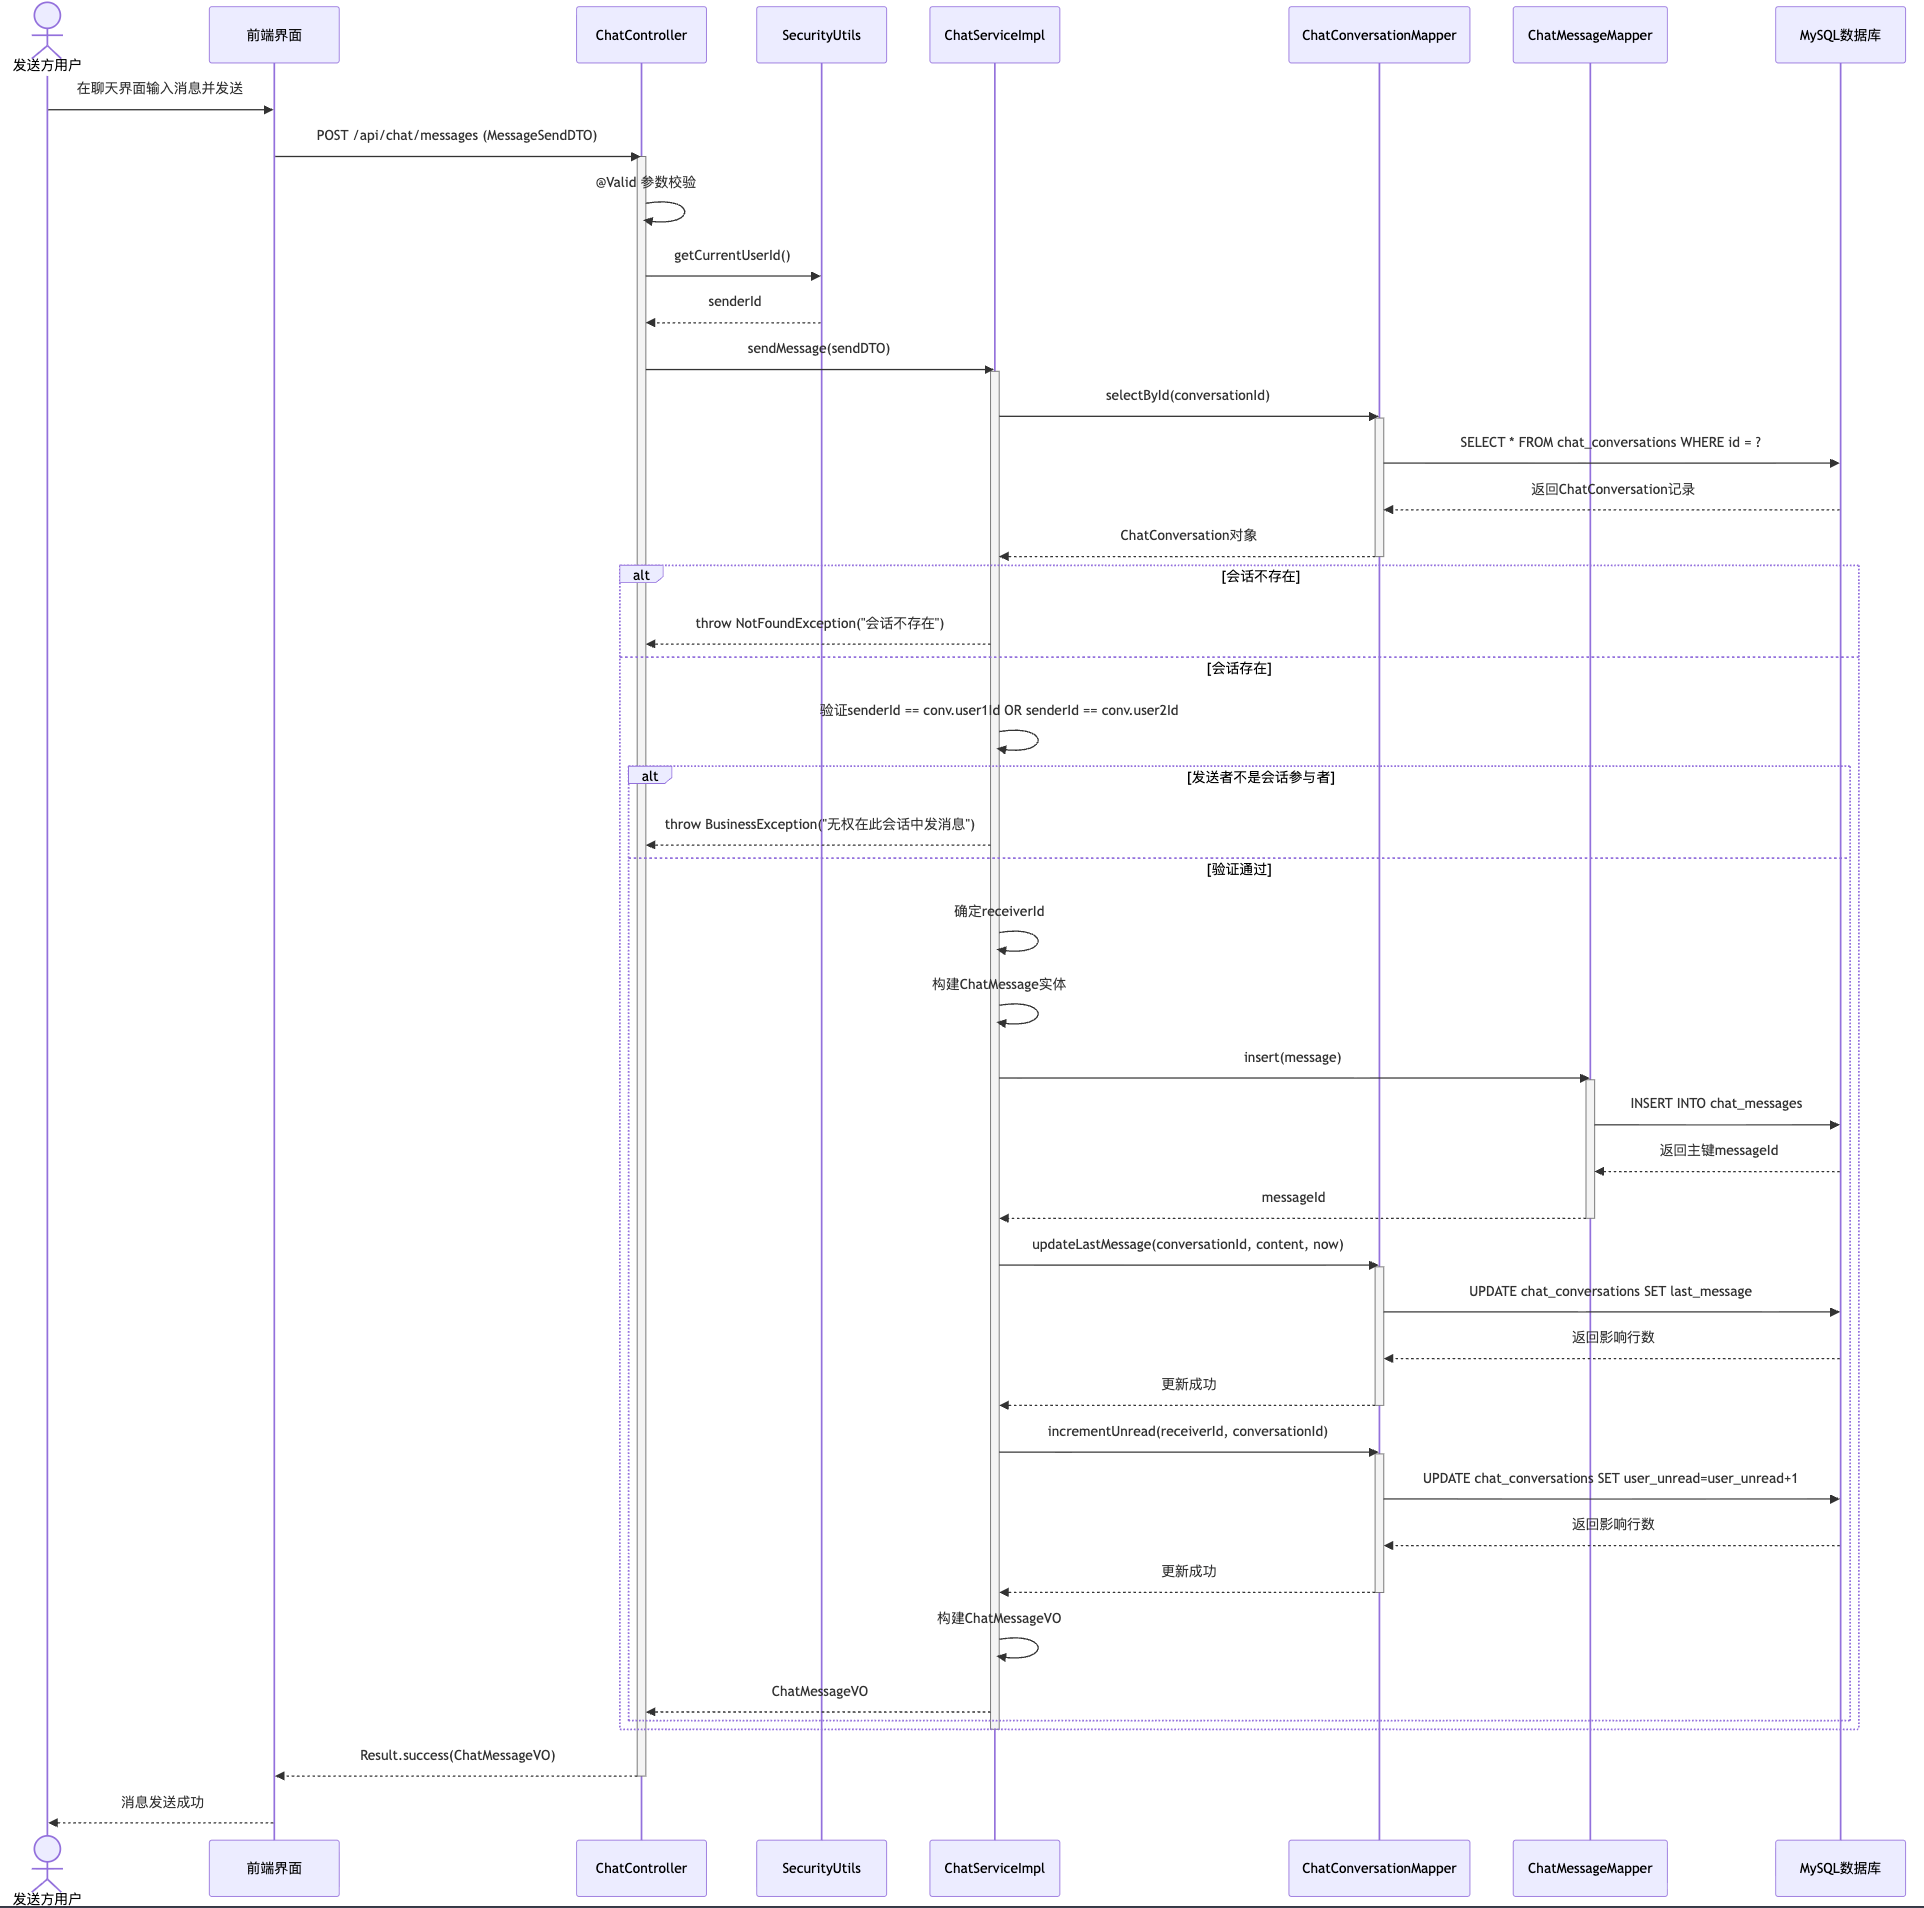 发送方用户
前端界面
ChatController
SecurityUtils
ChatServiceImpl
ChatConversationMapper
ChatMessageMapper
MySQL数据库
在聊天界面输入消息并发送
POST /api/chat/messages (MessageSendDTO)
@Valid 参数校验
getCurrentUserId()
senderId
sendMessage(sendDTO)
selectById(conversationId)
SELECT * FROM chat_conversations WHERE id = ?
返回ChatConversation记录
ChatConversation对象
alt
[会话不存在]
throw NotFoundException("会话不存在")
[会话存在]
验证senderId == conv.user1Id OR senderId == conv.user2Id
alt
[发送者不是会话参与者]
throw BusinessException("无权在此会话中发消息")
[验证通过]
确定receiverId
构建ChatMessage实体
insert(message)
INSERT INTO chat_messages
返回主键messageId
messageId
updateLastMessage(conversationId, content, now)
UPDATE chat_conversations SET last_message
返回影响行数
更新成功
incrementUnread(receiverId, conversationId)
UPDATE chat_conversations SET user_unread=user_unread+1
返回影响行数
更新成功
构建ChatMessageVO
ChatMessageVO
Result.success(ChatMessageVO)
消息发送成功
发送方用户
前端界面
ChatController
SecurityUtils
ChatServiceImpl
ChatConversationMapper
ChatMessageMapper
MySQL数据库